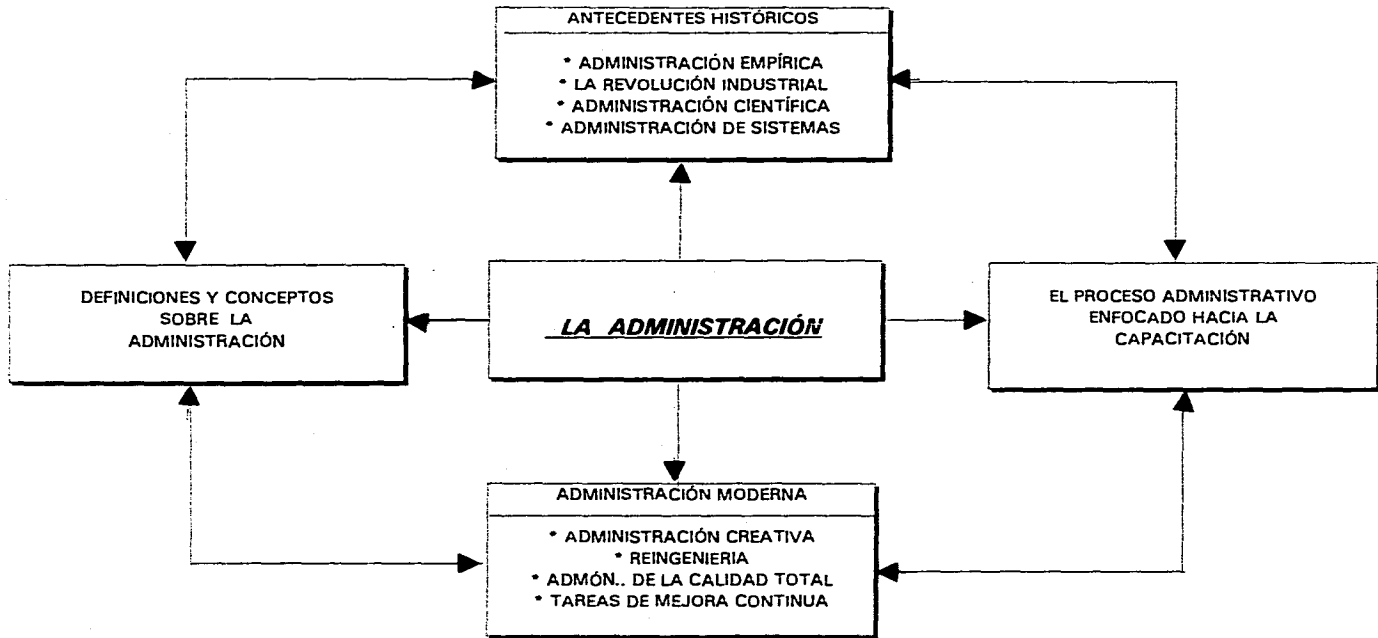 ANTECEDENTES HISTÓRICOS
* ADMINISTRACIÓN EMPÍRICA
* LA REVOLUCIÓN INDUSTRIAL
* ADMINISTRACIÓN CIENTÍFICA
* ADMINISTRACIÓN DE SISTEMAS
DEFINICIONES Y CONCEPTOS
SOBRE LA
ADMINISTRACIÓN
LA ADMINISTRACIÓN
EL PROCESO ADMINISTRATIVO
ENFOCADO HACIA LA
CAPACITACIÓN
ADMINISTRACIÓN MODERNA
* ADMINISTRACIÓN CREATIVA
* REINGENIERIA
* ADMÓN.. DE LA CALIDAD TOTAL
* TAREAS DE MEJORA CONTINUA